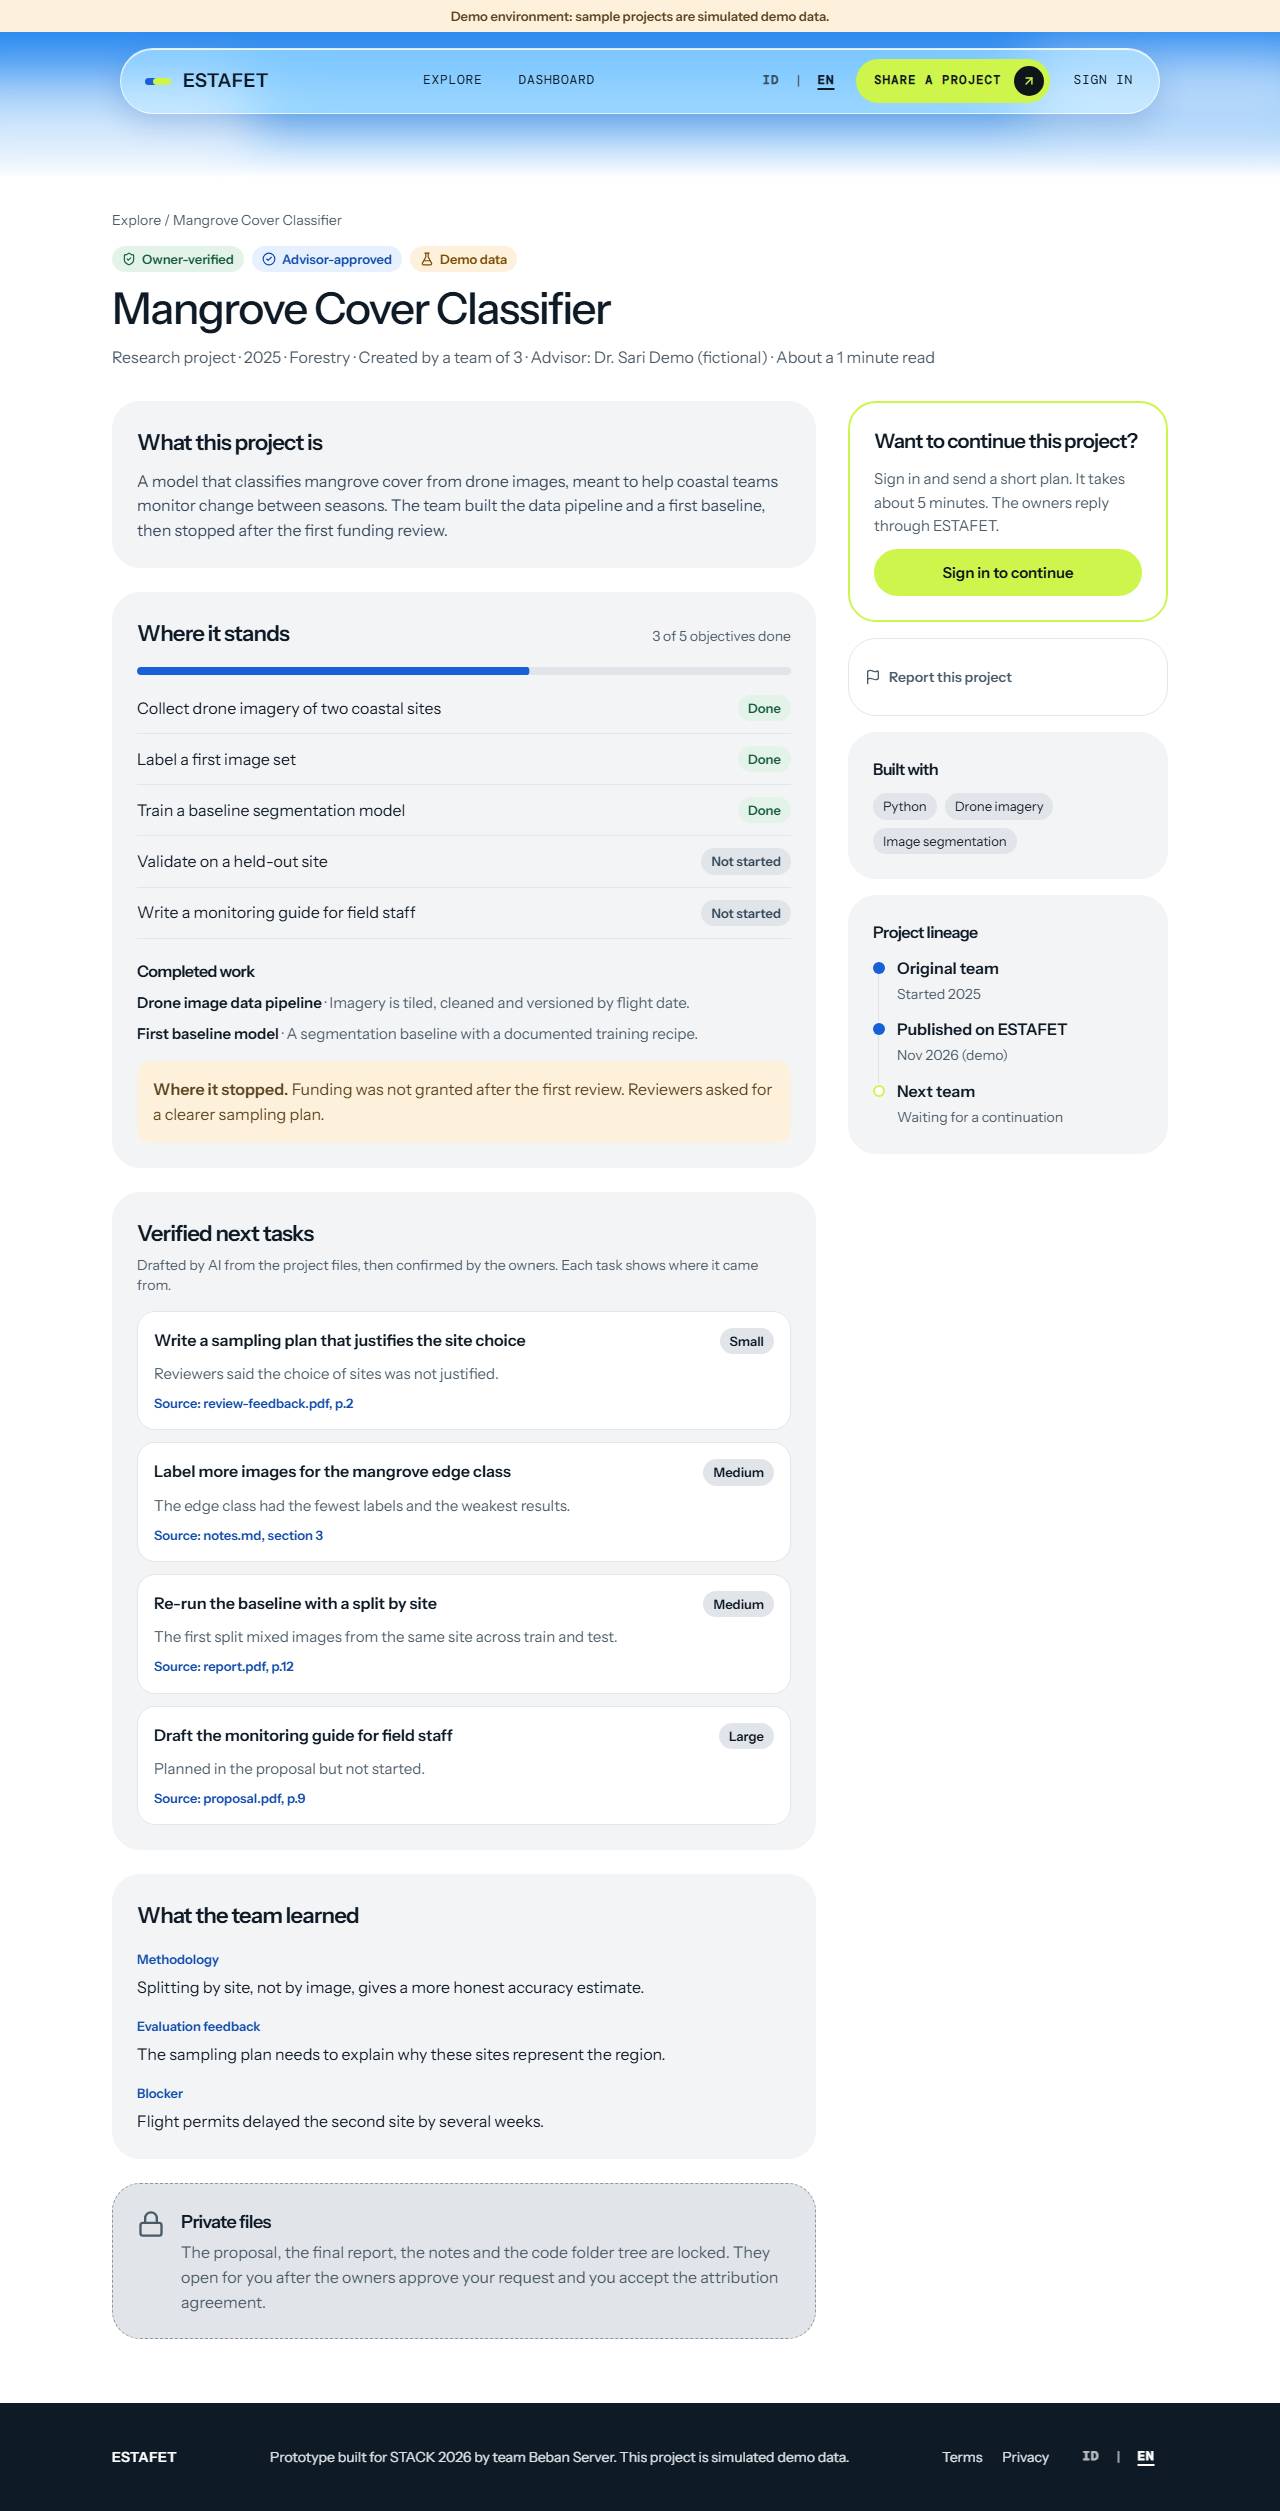 Demo environment: sample projects are simulated demo data.
ESTAFET
EXPLORE
DASHBOARD
ID | EN
SHARE A PROJECT
SIGN IN
Explore / Mangrove Cover Classifier
Owner-verified
Advisor-approved
Demo data
Mangrove Cover Classifier
Research project · 2025 · Forestry · Created by a team of 3 · Advisor: Dr. Sari Demo (fictional) · About a 1 minute read
What this project is
A model that classifies mangrove cover from drone images, meant to help coastal teams
monitor change between seasons. The team built the data pipeline and a first baseline,
then stopped after the first funding review.
Where it stands
3 of 5 objectives done
Collect drone imagery of two coastal sites
Done
Label a first image set
Done
Train a baseline segmentation model
Done
Validate on a held-out site
Not started
Write a monitoring guide for field staff
Not started
Completed work
Drone image data pipeline · Imagery is tiled, cleaned and versioned by flight date.
First baseline model · A segmentation baseline with a documented training recipe.
Where it stopped. Funding was not granted after the first review. Reviewers asked for
a clearer sampling plan.
Verified next tasks
Drafted by AI from the project files, then confirmed by the owners. Each task shows where it came
from.
Write a sampling plan that justifies the site choice
Small
Reviewers said the choice of sites was not justified.
Source: review-feedback.pdf, p.2
Label more images for the mangrove edge class
Medium
The edge class had the fewest labels and the weakest results.
Source: notes.md, section 3
Re-run the baseline with a split by site
Medium
The first split mixed images from the same site across train and test.
Source: report.pdf, p.12
Draft the monitoring guide for field staff
Large
Planned in the proposal but not started.
Source: proposal.pdf, p.9
What the team learned
Methodology
Splitting by site, not by image, gives a more honest accuracy estimate.
Evaluation feedback
The sampling plan needs to explain why these sites represent the region.
Blocker
Flight permits delayed the second site by several weeks.
Private files
The proposal, the final report, the notes and the code folder tree are locked. They
open for you after the owners approve your request and you accept the attribution
agreement.
Want to continue this project?
Sign in and send a short plan. It takes
about 5 minutes. The owners reply
through ESTAFET.
Sign in to continue
Report this project
Built with
Python
Drone imagery
Image segmentation
Project lineage
Original team
Started 2025
Published on ESTAFET
Nov 2026 (demo)
Next team
Waiting for a continuation
ESTAFET
Prototype built for STACK 2026 by team Beban Server. This project is simulated demo data.
Terms
Privacy
ID | EN